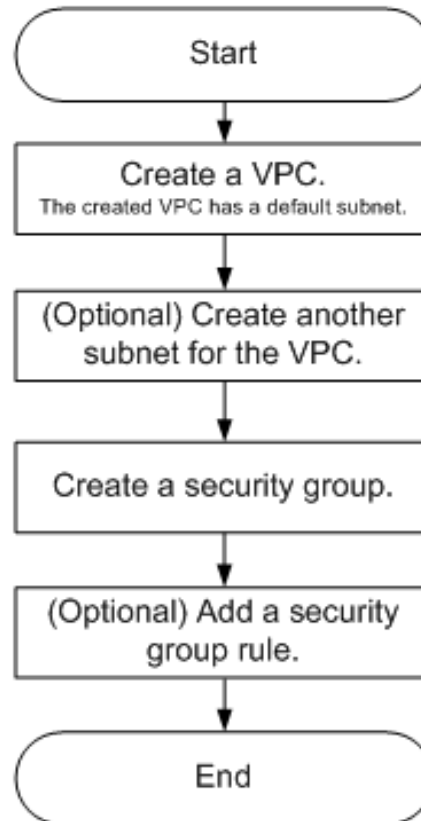 Start
Create a VPC.
The created VPC has a default subnet.
(Optional) Create another
subnet for the VPC.
Create a security group.
(Optional) Add a security
group rule.
End